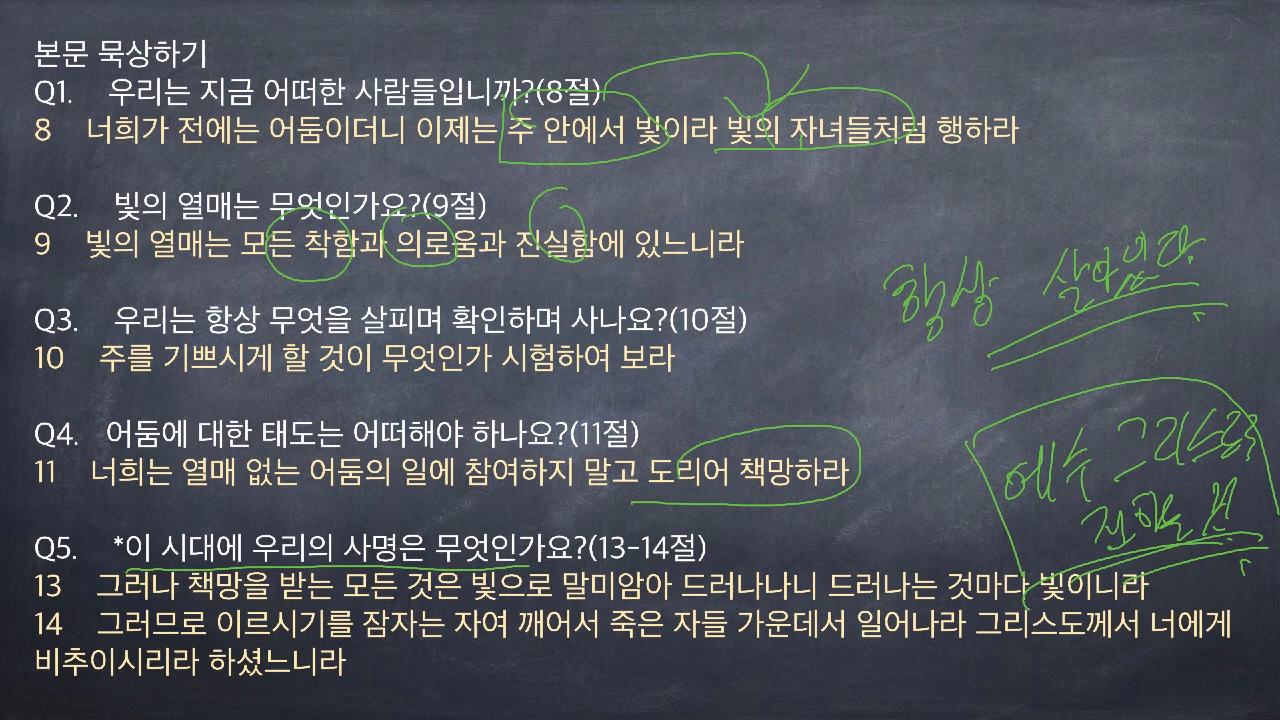 본문 묵상하기
Q1. 우리는 지금 어떠한 사람들입니까?(8절)
8 너희가 전에는 어둠이더니 이제는 주 안에서 빛이라 빛의 자녀들처럼 행하라
Q2. 빛의 열매는 무엇인가요?(9절)
9 빛의 열매는 모든 착함과 의로움과 진실함에 있느니라
항상 살아있다
Q3. 우리는 항상 무엇을 살피며 확인하며 사나요?(10절)
10 주를 기쁘시게 할 것이 무엇인가 시험하여 보라
Q4. 어둠에 대한 태도는 어떠해야 하나요?(11절)
11 너희는 열매 없는 어둠의 일에 참여하지 말고 도리어 책망하라
예수 그리스도
전하는
Q5. *이 시대에 우리의 사명은 무엇인가요?(13-14절)
13 그러나 책망을 받는 모든 것은 빛으로 말미암아 드러나나니 드러나는 것마다 빛이니라
14 그러므로 이르시기를 잠자는 자여 깨어서 죽은 자들 가운데서 일어나라 그리스도께서 너에게
비추이시리라 하셨느니라